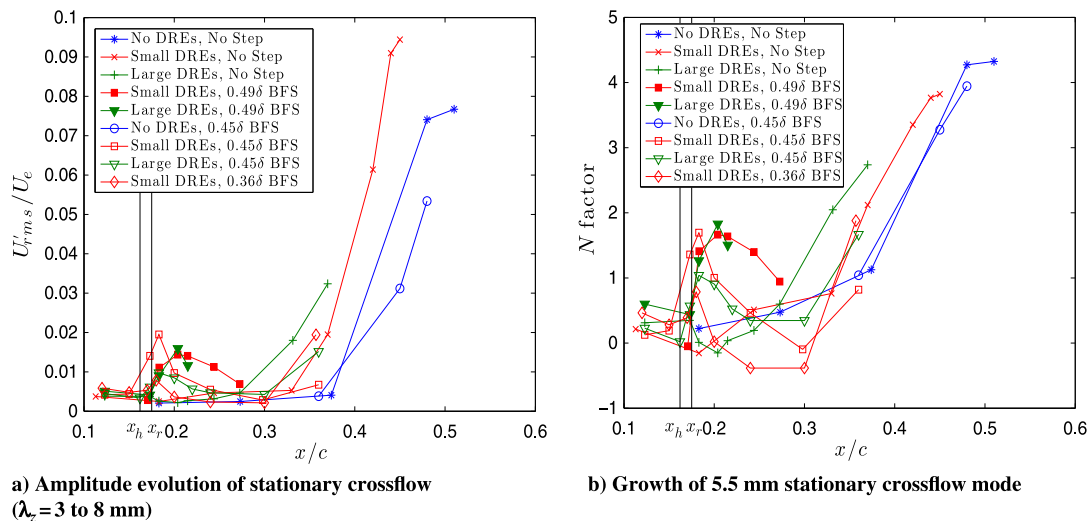 0.1
0.09
0.08
0.07
0.06
0.05
0.04
0.03
0.02
0.01
0
U'rms/Ue
No DREs, No Step
Small DREs, No Step
Large DREs, No Step
Small DREs, 0.49δ BFS
Large DREs, 0.49δ BFS
No DREs, 0.45δ BFS
Small DREs, 0.45δ BFS
Large DREs, 0.45δ BFS
Small DREs, 0.36δ BFS
0.1 xh xr 0.2 0.3 0.4 0.5 0.6
x/c
a) Amplitude evolution of stationary crossflow
(λz = 3 to 8 mm)
5
4
3
2
1
0
−1
N factor
No DREs, No Step
Small DREs, No Step
Large DREs, No Step
Small DREs, 0.49δ BFS
Large DREs, 0.49δ BFS
No DREs, 0.45δ BFS
Small DREs, 0.45δ BFS
Large DREs, 0.45δ BFS
Small DREs, 0.36δ BFS
0.1 xh xr 0.2 0.3 0.4 0.5 0.6
x/c
b) Growth of 5.5 mm stationary crossflow mode